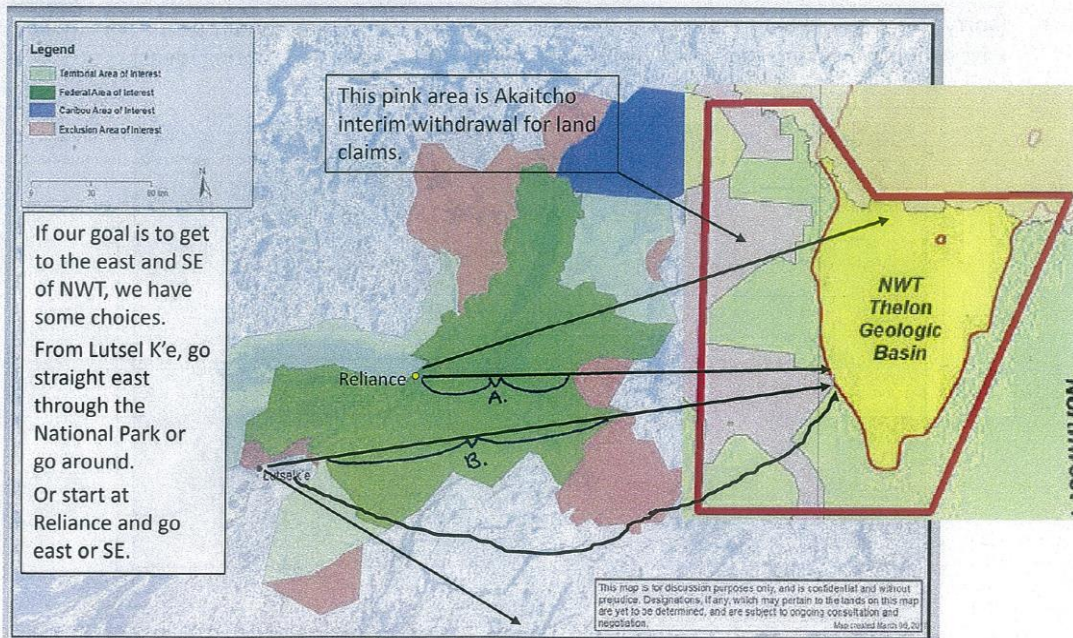 Legend
Territorial Area of Interest
Federal Area of Interest
Caribou Area of Interest
Exclusion Area of Interest
N
This pink area is Akaitcho
interim withdrawal for land
claims.
If our goal is to get
to the east and SE
of NWT, we have
some choices.
From Lutsel K'e, go
straight east
through the
National Park or
go around.
Or start at
Reliance and go
east or SE.
Reliance
A.
B.
Lutselk'e
NWT
Thelon
Geologic
Basin
This map is for discussion purposes only, and is confidential and without
prejudice. Designations, if any, which may pertain to the lands on this map
are yet to be determined, and are subject to ongoing consultation and
negotiation.
Map created March